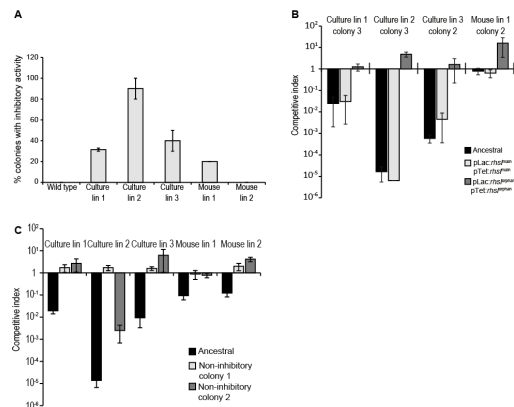 A
% colonies with inhibitory activity
120
100
80
60
40
20
0
Wild type
Culture lin 1
Culture lin 2
Culture lin 3
Mouse lin 1
Mouse lin 2
B
Culture lin 1 colony 3
Culture lin 2 colony 3
Culture lin 3 colony 2
Mouse lin 1 colony 2
Competitive index
10²
10¹
1
10⁻¹
10⁻²
10⁻³
10⁻⁴
10⁻⁵
10⁻⁶
Ancestral
pLac:rhsIᵐᵃⁱⁿ
pTet:rhsIᵐᵃⁱⁿ
pLac:rhsIᵒʳᵖʰᵃⁿ
pTet:rhsIᵒʳᵖʰᵃⁿ
C
Culture lin 1
Culture lin 2
Culture lin 3
Mouse lin 1
Mouse lin 2
Competitive index
10²
10¹
1
10⁻¹
10⁻²
10⁻³
10⁻⁴
10⁻⁵
10⁻⁶
Ancestral
Non-inhibitory
colony 1
Non-inhibitory
colony 2